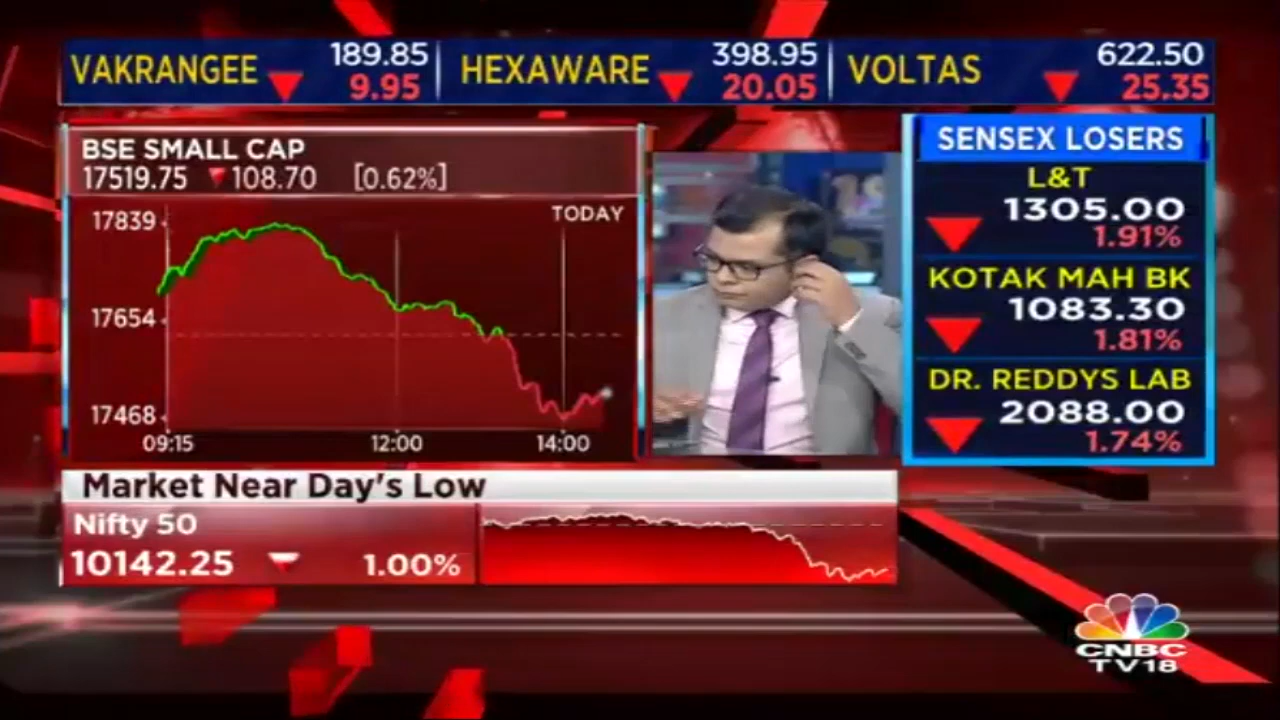 VAKRANGEE 189.85 9.95
HEXAWARE 398.95 20.05
VOLTAS 622.50 25.35
BSE SMALL CAP
17519.75 108.70 [0.62%]
TODAY
17839
17654
17468
09:15 12:00 14:00
SENSEX LOSERS
L&T
1305.00
1.91%
KOTAK MAH BK
1083.30
1.81%
DR. REDDYS LAB
2088.00
1.74%
Market Near Day's Low
Nifty 50
10142.25 1.00%
CNBC
TV18